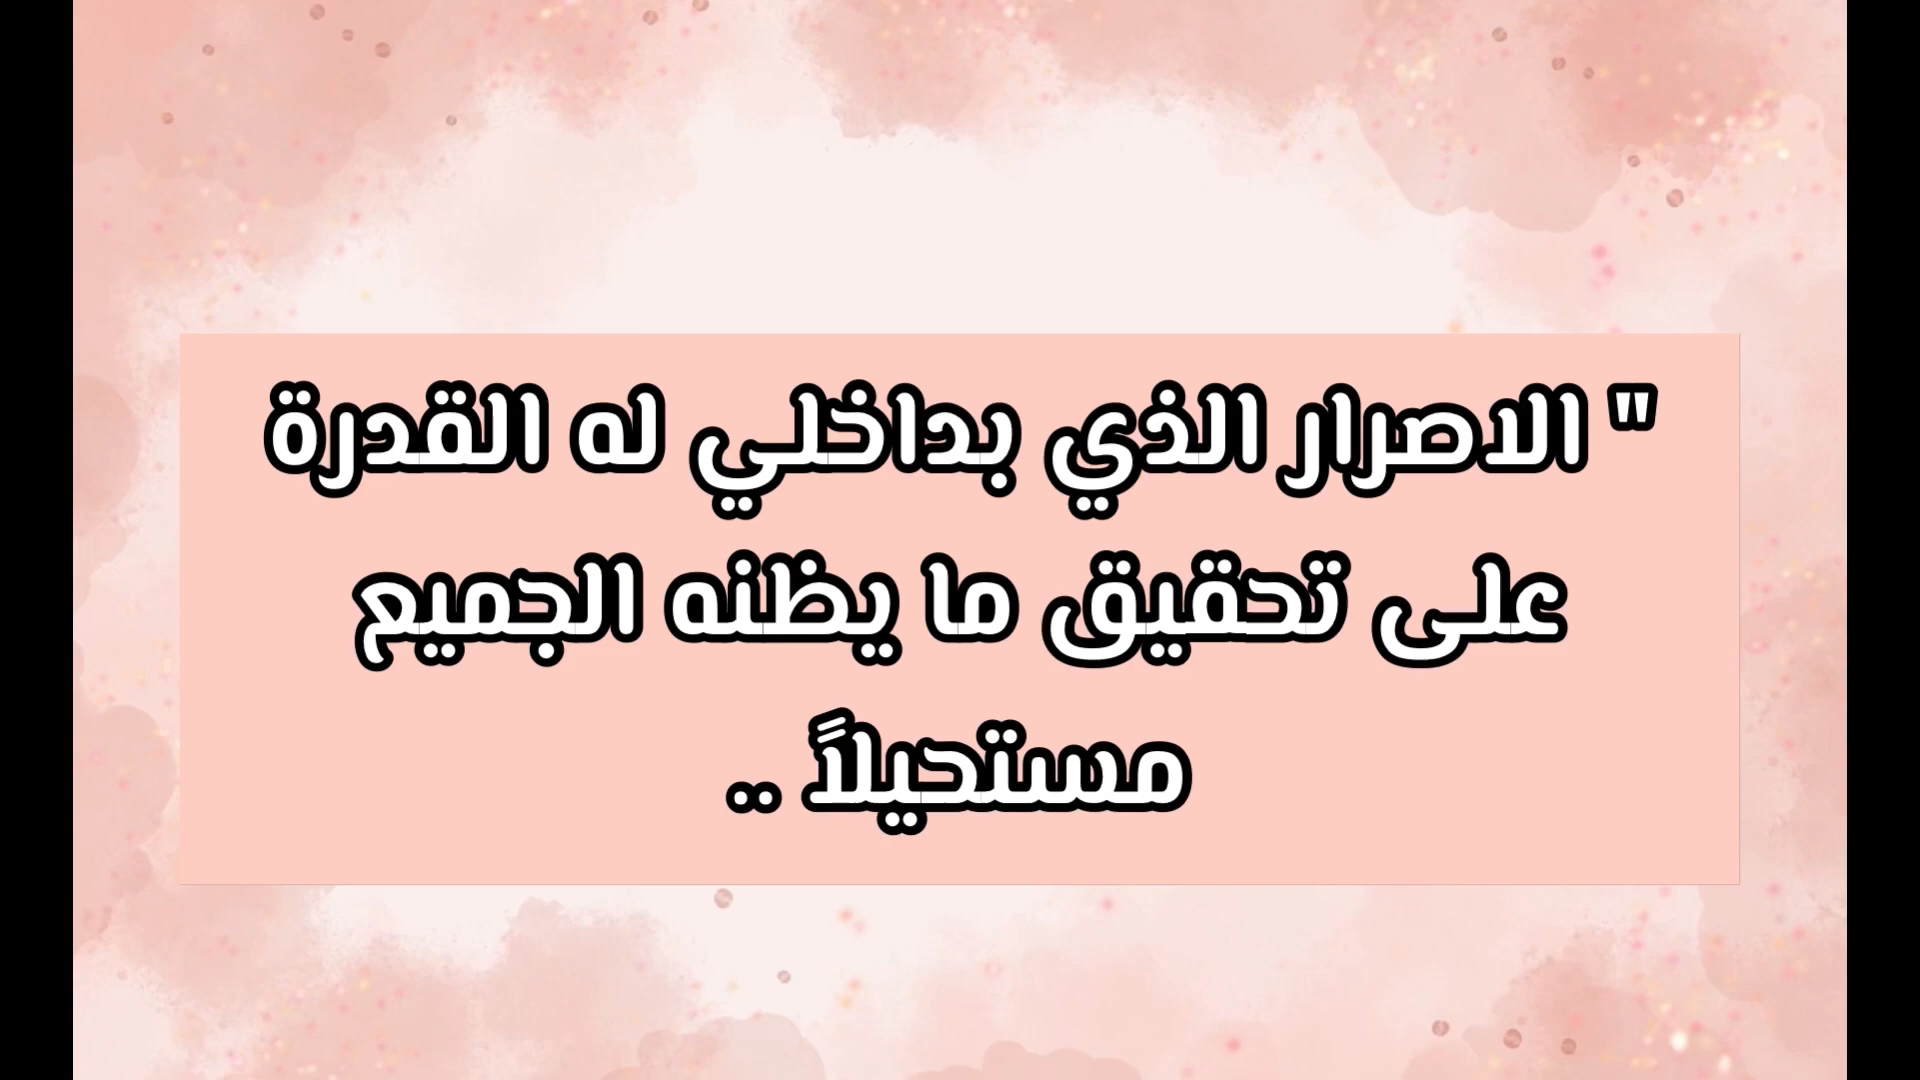 " الاصرار الذي بداخلي له القدرة
على تحقيق ما يظنه الجميع
مستحيلاً ..